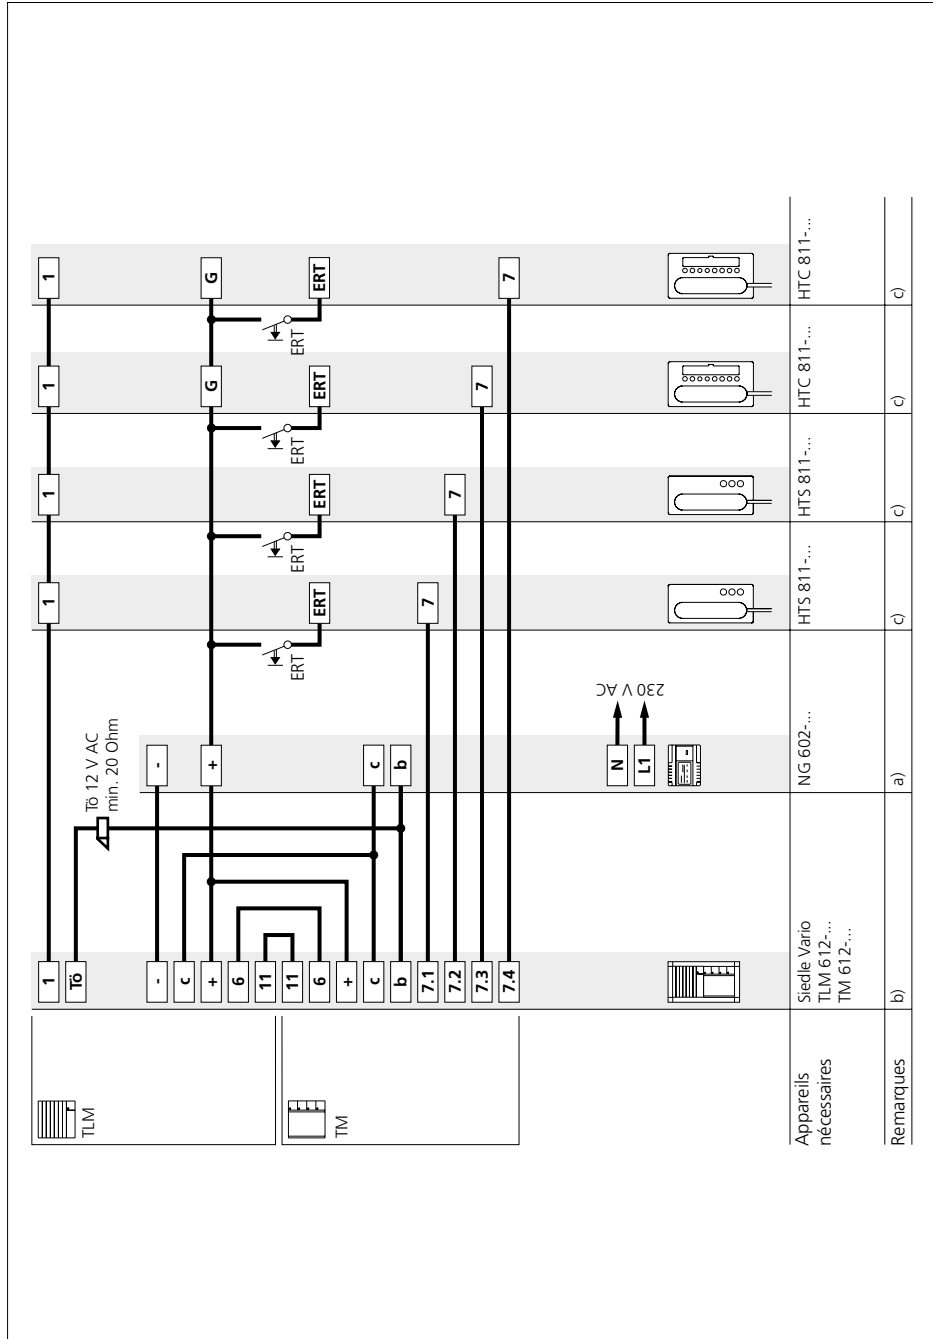 1 1 1 1 1
Tö
TLM
Tö 12 V AC
min. 20 Ohm
- -
c
+ + G G
6
11
11
ERT ERT ERT ERT
6 ERT ERT ERT ERT
TM
+
c c
b b
7.1 7
7.2 7
7.3 7
7.4 7
N
L1
230 V AC
Appareils
nécessaires
Siedle Vario
TLM 612-...
TM 612-...
NG 602-...
HTS 811-...
HTS 811-...
HTC 811-...
HTC 811-...
Remarques
b)
a)
c)
c)
c)
c)